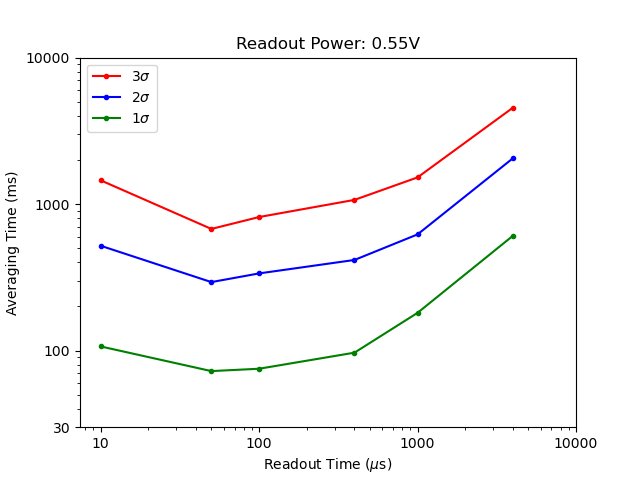 Readout Power: 0.55V
10000
3σ
2σ
1σ
1000
Averaging Time (ms)
100
30
10 100 1000 10000
Readout Time (μs)